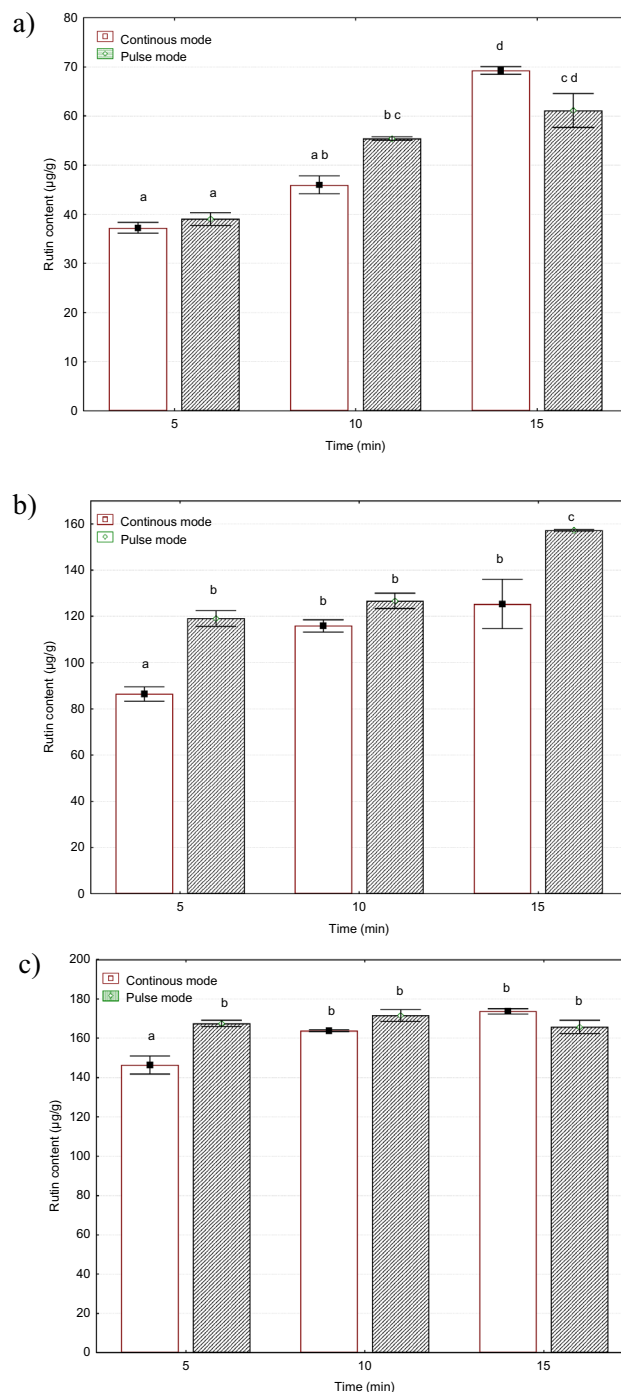 a)
80
70
60
50
40
30
20
10
0
Rutin content (µg/g)
Continous mode
Pulse mode
a
a
a b
b c
d
c d
5
10
15
Time (min)
b)
160
140
120
100
80
60
40
20
0
Rutin content (µg/g)
Continous mode
Pulse mode
a
b
b
b
b
c
5
10
15
Time (min)
c)
200
180
160
140
120
100
80
60
40
20
0
Rutin content (µg/g)
Continous mode
Pulse mode
a
b
b
b
b
b
5
10
15
Time (min)